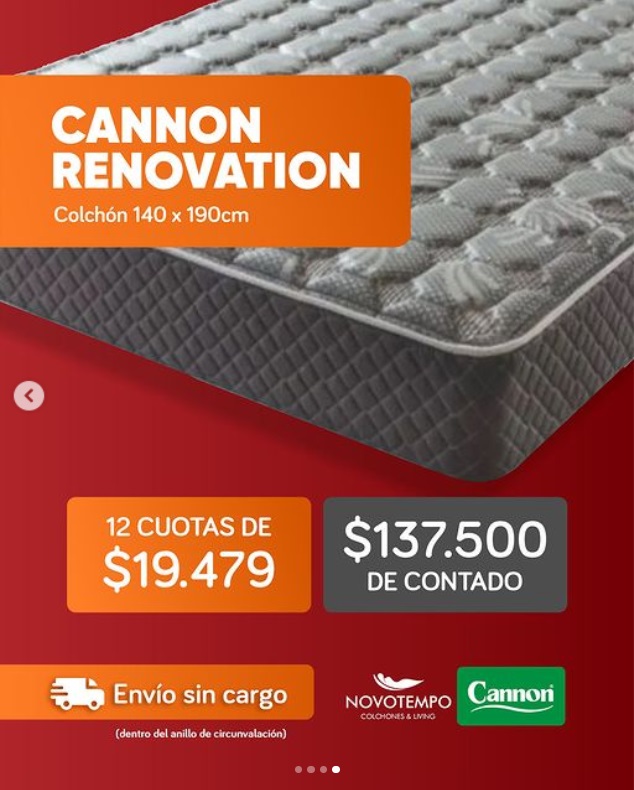 CANNON
RENOVATION
Colchón 140 x 190cm
12 CUOTAS DE
$19.479
$137.500
DE CONTADO
Envío sin cargo
(dentro del anillo de circunvalación)
NOVOTEMPO
COLCHONES & LIVING
Cannon